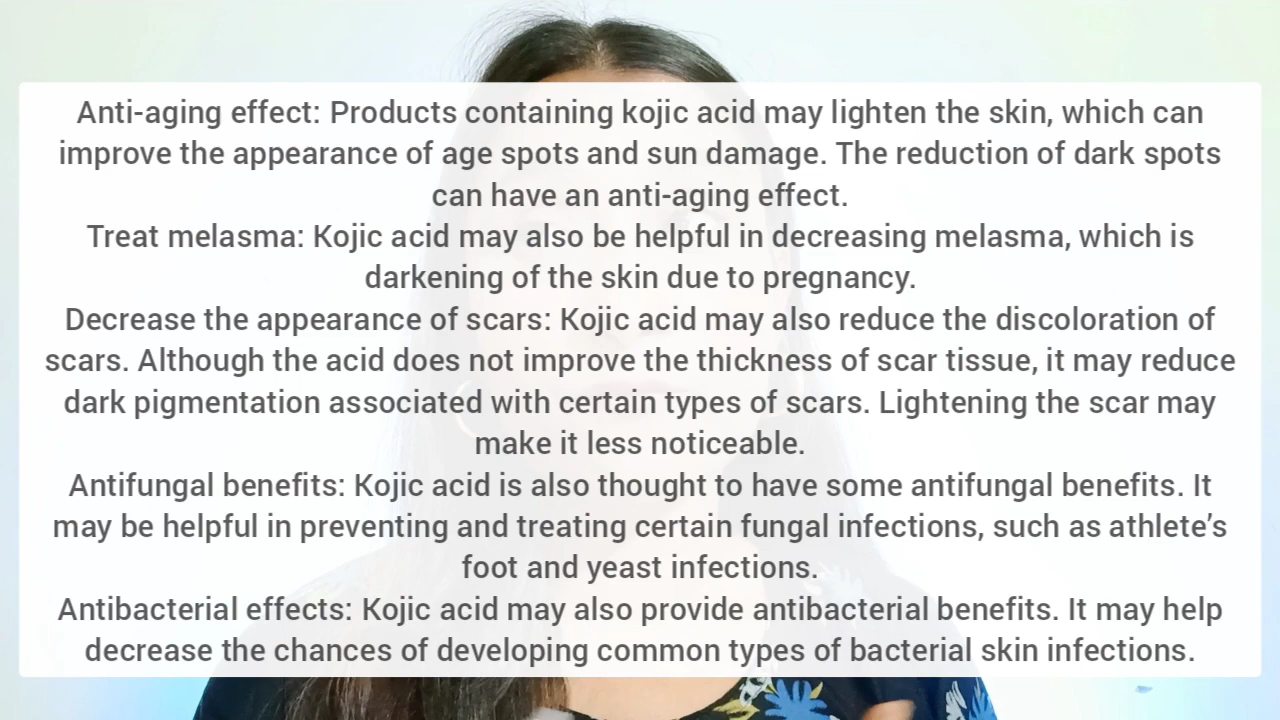 Anti-aging effect: Products containing kojic acid may lighten the skin, which can
improve the appearance of age spots and sun damage. The reduction of dark spots
can have an anti-aging effect.
Treat melasma: Kojic acid may also be helpful in decreasing melasma, which is
darkening of the skin due to pregnancy.
Decrease the appearance of scars: Kojic acid may also reduce the discoloration of
scars. Although the acid does not improve the thickness of scar tissue, it may reduce
dark pigmentation associated with certain types of scars. Lightening the scar may
make it less noticeable.
Antifungal benefits: Kojic acid is also thought to have some antifungal benefits. It
may be helpful in preventing and treating certain fungal infections, such as athlete’s
foot and yeast infections.
Antibacterial effects: Kojic acid may also provide antibacterial benefits. It may help
decrease the chances of developing common types of bacterial skin infections.